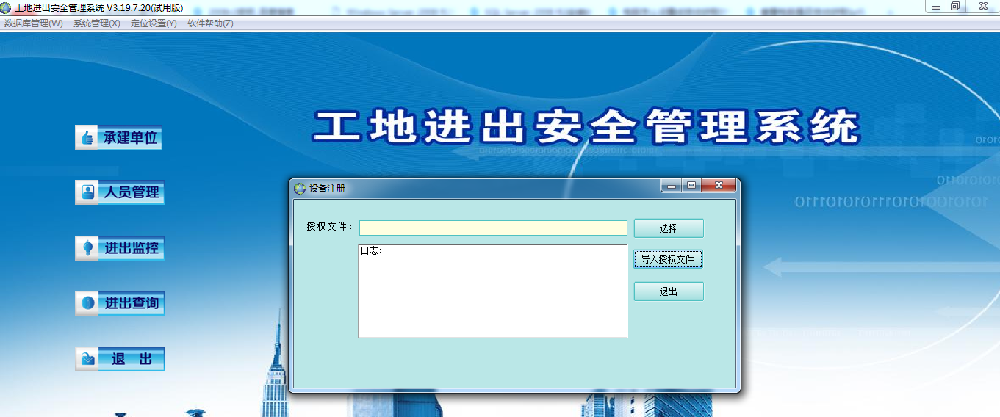 工地进出安全管理系统 V3.19.7.20(试用版)
数据库管理(W) 系统管理(X) 定位设置(Y) 软件帮助(Z)
工地进出安全管理系统
承建单位
人员管理
进出监控
进出查询
退 出
设备注册
授权文件：
选择
日志：
导入授权文件
退出